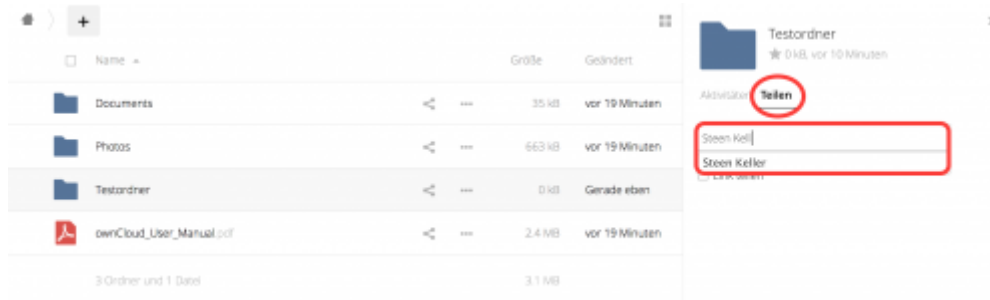 Name Größe Geändert
Documents 35 kB vor 19 Minuten
Photos 663 kB vor 19 Minuten
Testordner 0 kB Gerade eben
ownCloud_User_Manual.pdf 2.4 MB vor 19 Minuten
3 Ordner und 1 Datei 3.1 MB
Testordner
0 kB, vor 10 Minuten
Aktivitäten Teilen
Steen Kell
Steen Keller
Link teilen